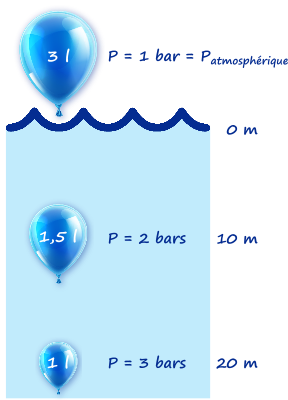 3 l P = 1 bar = Patmosphérique
0 m
1,5 l P = 2 bars 10 m
1 l P = 3 bars 20 m